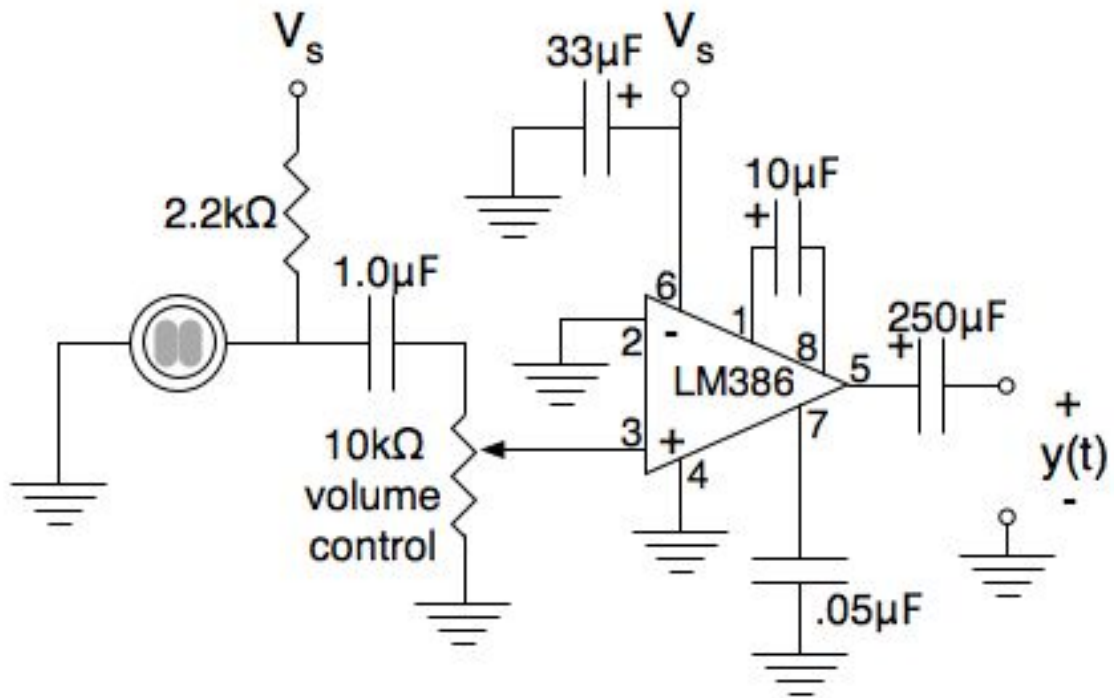 Vs
33µF
+
Vs
2.2kΩ
1.0µF
10µF
+
6
1
8
2
-
LM386
5
250µF
+
3
+
4
7
10kΩ
volume
control
+
y(t)
-
.05µF